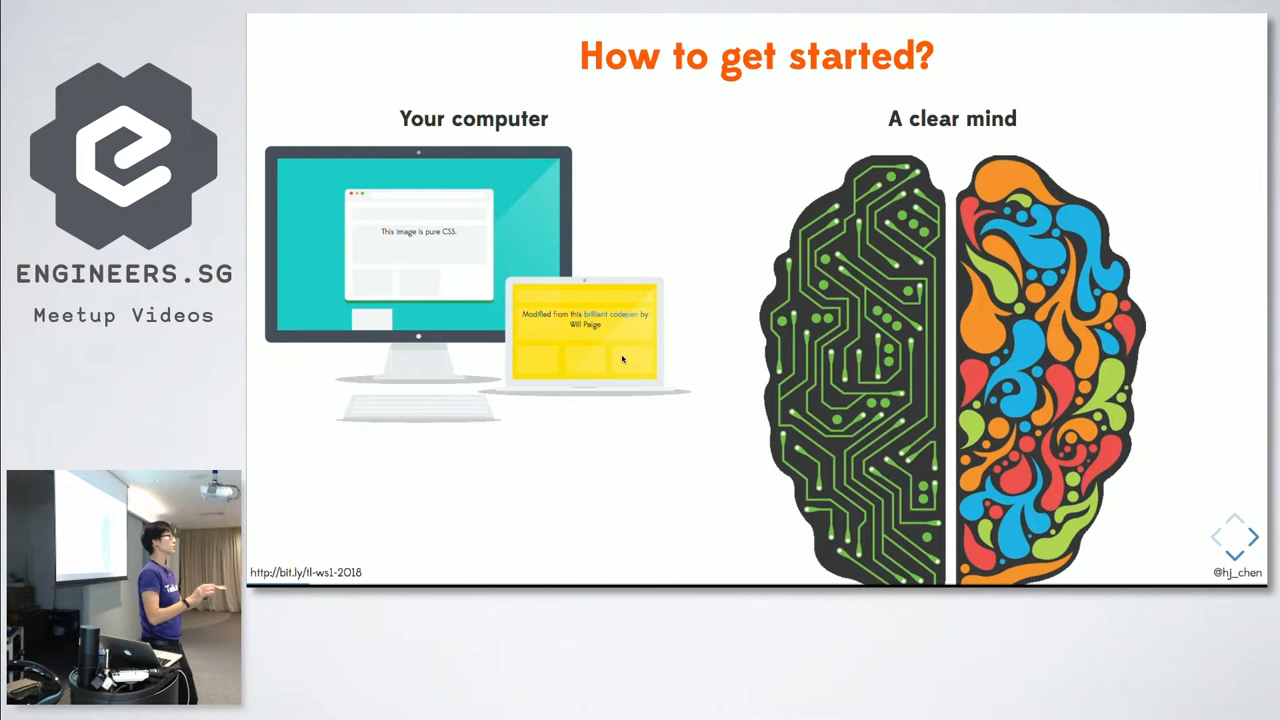 How to get started?
Your computer
A clear mind
This image is pure CSS.
Modified from this brilliant codepen by
Will Paige
ENGINEERS.SG
Meetup Videos
http://bit.ly/tl-ws1-2018
@hj_chen